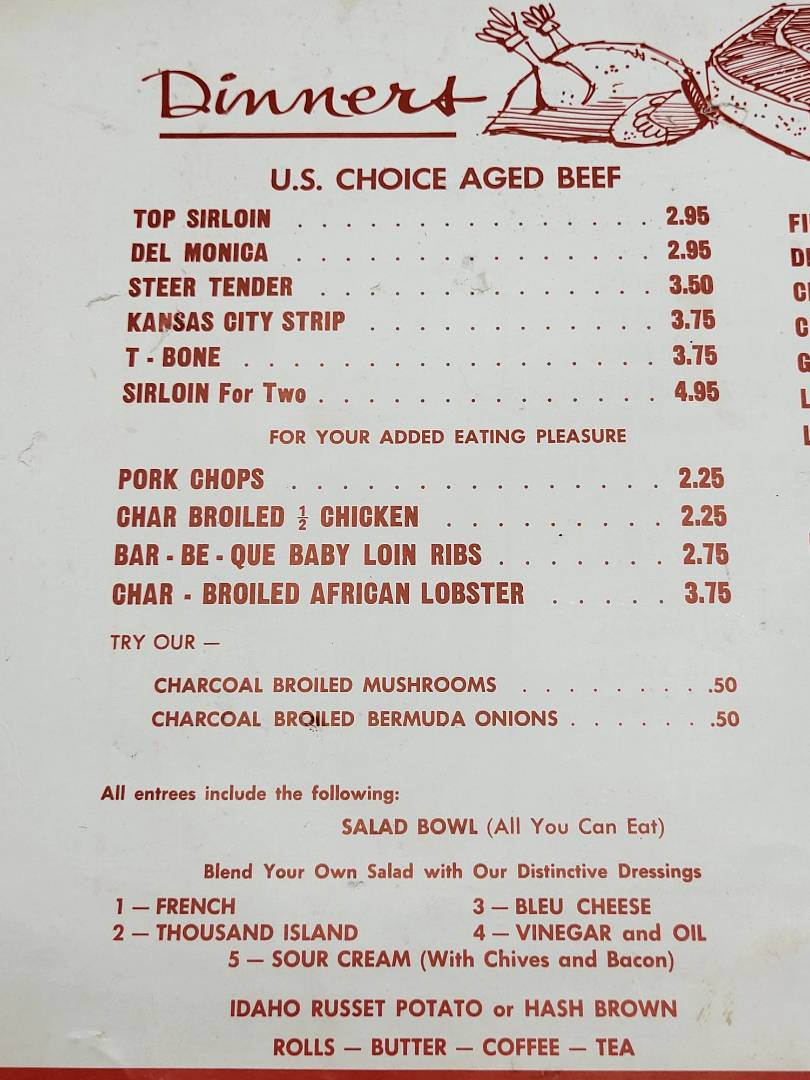 Dinners
U.S. CHOICE AGED BEEF
TOP SIRLOIN . . . . . . . . . . . . . . . . 2.95
DEL MONICA . . . . . . . . . . . . . . . . 2.95
STEER TENDER . . . . . . . . . . . . . . 3.50
KANSAS CITY STRIP . . . . . . . . . . . . 3.75
T - BONE . . . . . . . . . . . . . . . . . 3.75
SIRLOIN For Two . . . . . . . . . . . . . . 4.95
FOR YOUR ADDED EATING PLEASURE
PORK CHOPS . . . . . . . . . . . . . . . 2.25
CHAR BROILED ½ CHICKEN . . . . . . . . . 2.25
BAR - BE - QUE BABY LOIN RIBS . . . . . . . 2.75
CHAR - BROILED AFRICAN LOBSTER . . . . . 3.75
TRY OUR —
CHARCOAL BROILED MUSHROOMS . . . . . . . . .50
CHARCOAL BROILED BERMUDA ONIONS . . . . . . .50
All entrees include the following:
SALAD BOWL (All You Can Eat)
Blend Your Own Salad with Our Distinctive Dressings
1 — FRENCH 3 — BLEU CHEESE
2 — THOUSAND ISLAND 4 — VINEGAR and OIL
5 — SOUR CREAM (With Chives and Bacon)
IDAHO RUSSET POTATO or HASH BROWN
ROLLS — BUTTER — COFFEE — TEA